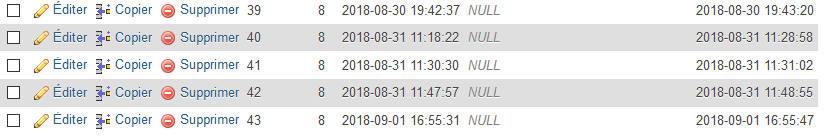 Éditer Copier Supprimer 39 8 2018-08-30 19:42:37 NULL 2018-08-30 19:43:20
Éditer Copier Supprimer 40 8 2018-08-31 11:18:22 NULL 2018-08-31 11:28:58
Éditer Copier Supprimer 41 8 2018-08-31 11:30:30 NULL 2018-08-31 11:31:02
Éditer Copier Supprimer 42 8 2018-08-31 11:47:57 NULL 2018-08-31 11:48:55
Éditer Copier Supprimer 43 8 2018-09-01 16:55:31 NULL 2018-09-01 16:55:47